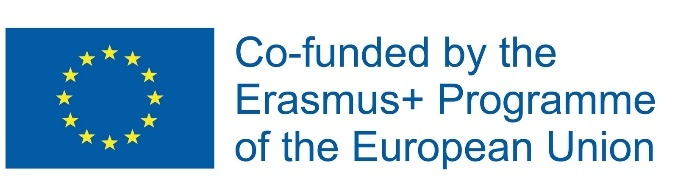 Co-funded by the
Erasmus+ Programme
of the European Union